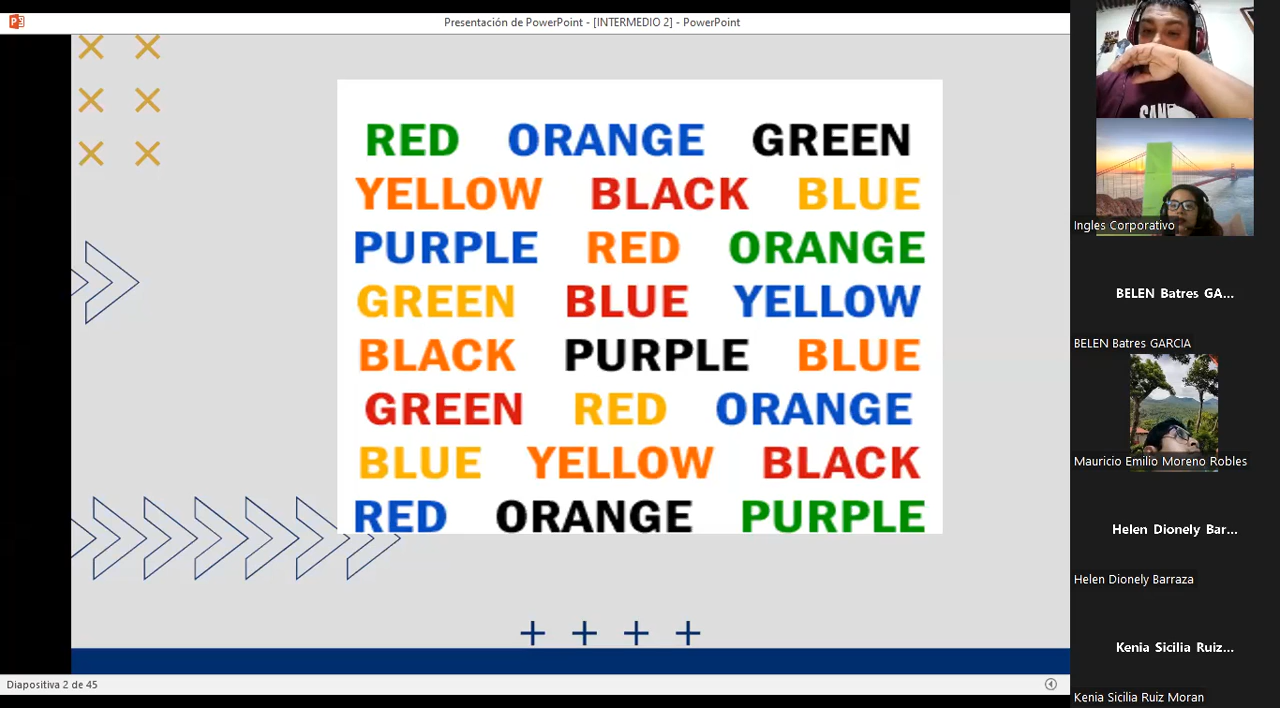 Presentación de PowerPoint - [INTERMEDIO 2] - PowerPoint
RED ORANGE GREEN
YELLOW BLACK BLUE
PURPLE RED ORANGE
GREEN BLUE YELLOW
BLACK PURPLE BLUE
GREEN RED ORANGE
BLUE YELLOW BLACK
RED ORANGE PURPLE
Diapositiva 2 de 45
SANE
Ingles Corporativo
BELEN Batres GA...
BELEN Batres GARCIA
Mauricio Emilio Moreno Robles
Helen Dionely Bar...
Helen Dionely Barraza
Kenia Sicilia Ruiz...
Kenia Sicilia Ruiz Moran